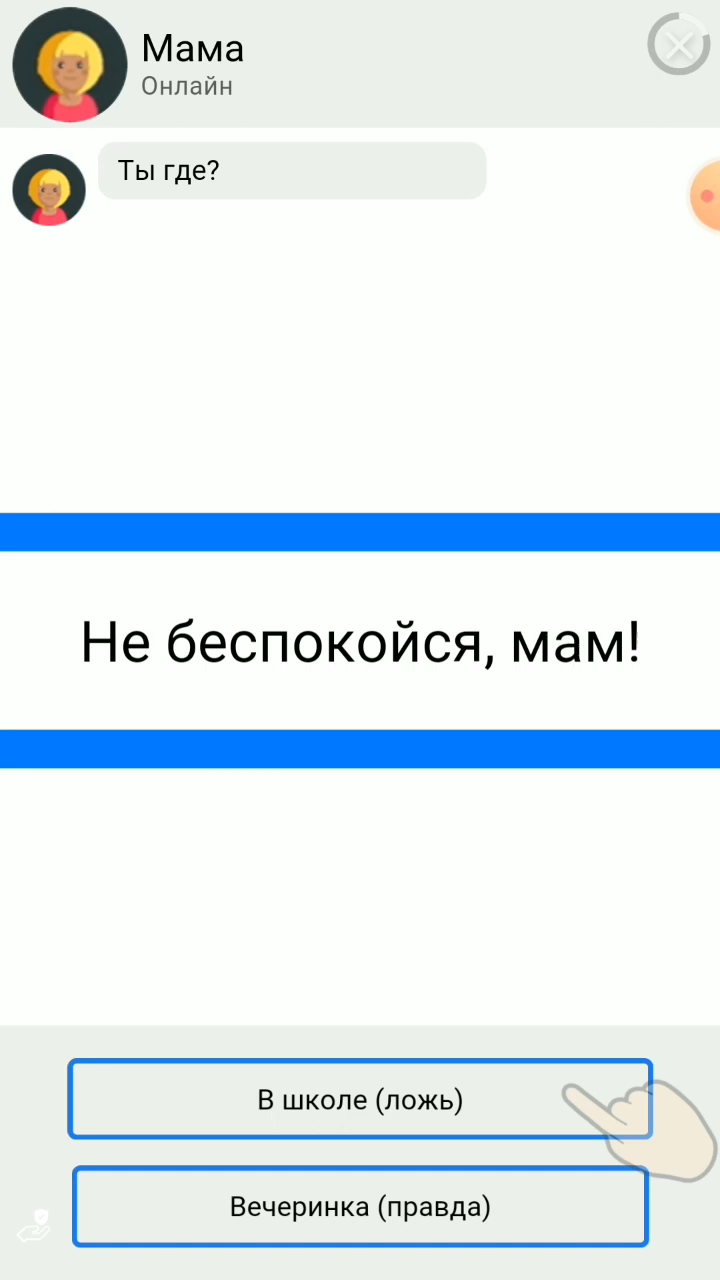 Мама
Онлайн
Ты где?
Не беспокойся, мам!
В школе (ложь)
Вечеринка (правда)